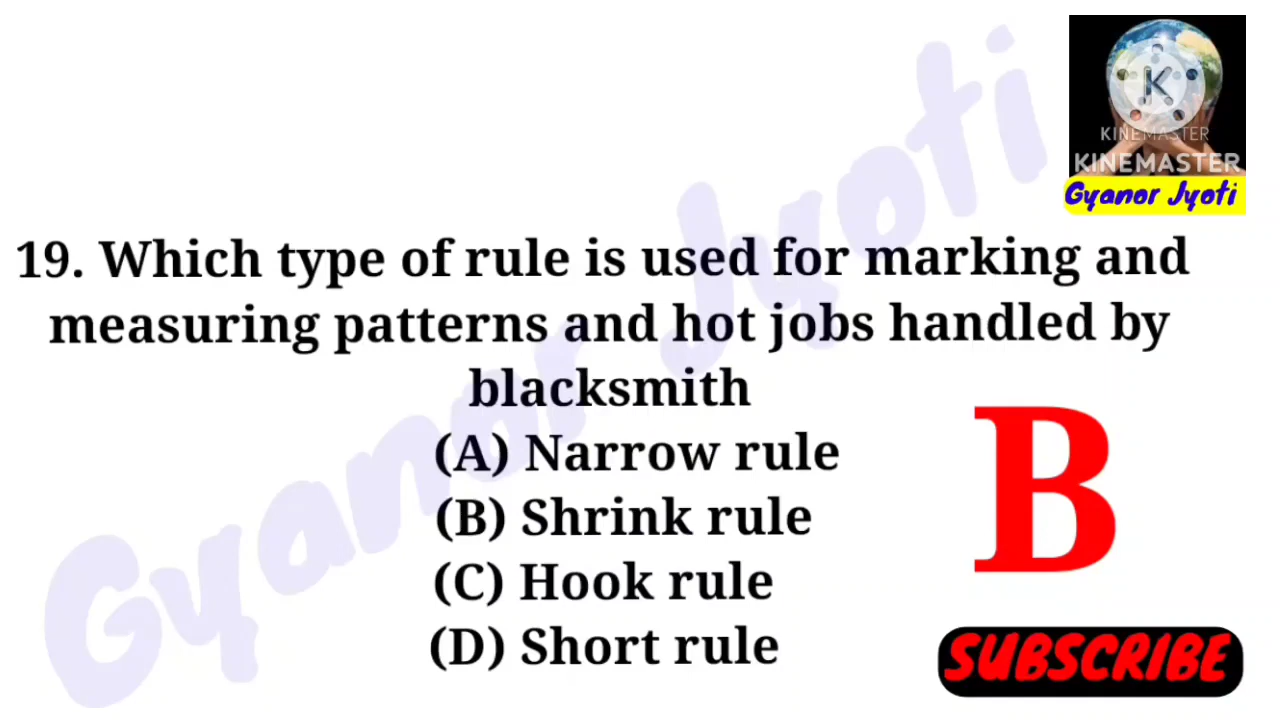 KINEMASTER
KINEMASTER
Gyanor Jyoti
Gyanor Jyoti
19. Which type of rule is used for marking and
measuring patterns and hot jobs handled by
blacksmith
(A) Narrow rule
(B) Shrink rule
(C) Hook rule
(D) Short rule
B
SUBSCRIBE